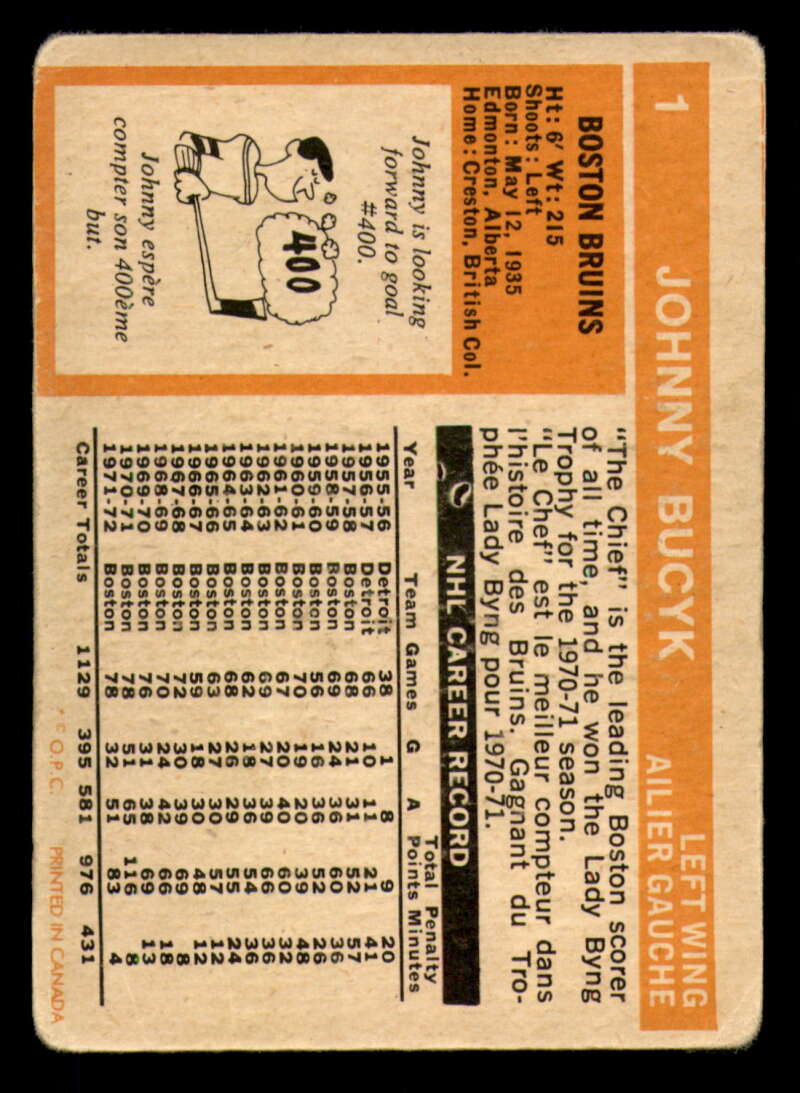 1
JOHNNY BUCYK
LEFT WING
AILIER GAUCHE
BOSTON BRUINS
Ht: 6' Wt: 215
Shoots: Left
Born: May 12, 1935
Edmonton, Alberta
Home: Creston, British Col.
Johnny is looking
forward to goal
#400.
400
Johnny espère
compter son 400ème
but.
"The Chief" is the leading Boston scorer
of all time, and he won the Lady Byng
Trophy for the 1970-71 season.
"Le Chef" est le meilleur compteur dans
l'histoire des Bruins. Gagnant du Tro-
phée Lady Byng pour 1970-71.
NHL CAREER RECORD
Year Team Games G A Total Points Penalty Minutes
1955-56 Detroit 38 1 8 9 20
1956-57 Detroit 66 10 11 21 41
1957-58 Boston 68 21 31 52 57
1958-59 Boston 69 24 36 60 36
1959-60 Boston 56 16 36 52 26
1960-61 Boston 70 19 20 39 48
1961-62 Boston 67 20 40 60 32
1962-63 Boston 69 27 39 66 36
1963-64 Boston 62 18 36 54 36
1964-65 Boston 68 26 29 55 24
1965-66 Boston 63 27 30 57 12
1966-67 Boston 59 18 30 48 12
1967-68 Boston 72 30 39 69 8
1968-69 Boston 70 24 42 66 18
1969-70 Boston 76 31 38 69 13
1970-71 Boston 78 51 65 116 8
1971-72 Boston 78 32 51 83 4
Career Totals 1129 395 581 976 431
* © O.P.C. PRINTED IN CANADA